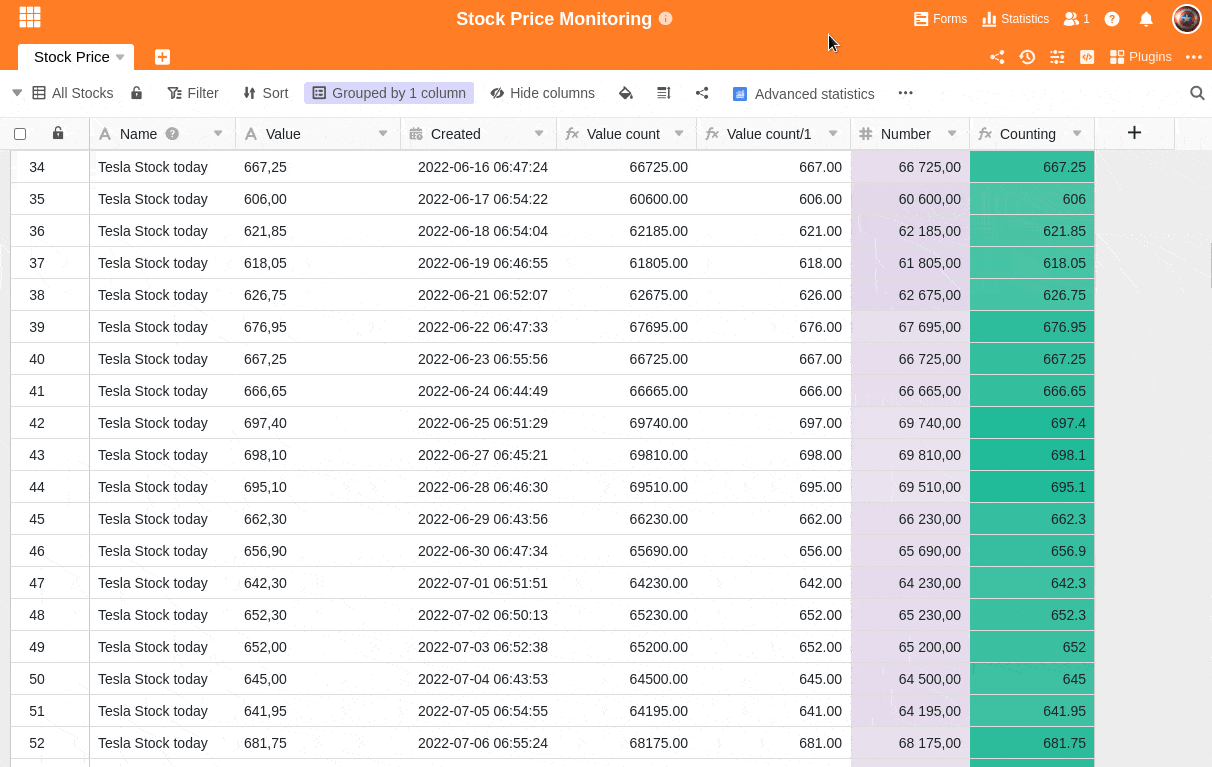 Stock Price Monitoring
Forms Statistics 1
Stock Price
Plugins
All Stocks Filter Sort Grouped by 1 column Hide columns Advanced statistics
Name Value Created Value count Value count/1 Number Counting
34 Tesla Stock today 667,25 2022-06-16 06:47:24 66725.00 667.00 66 725,00 667.25
35 Tesla Stock today 606,00 2022-06-17 06:54:22 60600.00 606.00 60 600,00 606
36 Tesla Stock today 621,85 2022-06-18 06:54:04 62185.00 621.00 62 185,00 621.85
37 Tesla Stock today 618,05 2022-06-19 06:46:55 61805.00 618.00 61 805,00 618.05
38 Tesla Stock today 626,75 2022-06-21 06:52:07 62675.00 626.00 62 675,00 626.75
39 Tesla Stock today 676,95 2022-06-22 06:47:33 67695.00 676.00 67 695,00 676.95
40 Tesla Stock today 667,25 2022-06-23 06:55:56 66725.00 667.00 66 725,00 667.25
41 Tesla Stock today 666,65 2022-06-24 06:44:49 66665.00 666.00 66 665,00 666.65
42 Tesla Stock today 697,40 2022-06-25 06:51:29 69740.00 697.00 69 740,00 697.4
43 Tesla Stock today 698,10 2022-06-27 06:45:21 69810.00 698.00 69 810,00 698.1
44 Tesla Stock today 695,10 2022-06-28 06:46:30 69510.00 695.00 69 510,00 695.1
45 Tesla Stock today 662,30 2022-06-29 06:43:56 66230.00 662.00 66 230,00 662.3
46 Tesla Stock today 656,90 2022-06-30 06:47:34 65690.00 656.00 65 690,00 656.9
47 Tesla Stock today 642,30 2022-07-01 06:51:51 64230.00 642.00 64 230,00 642.3
48 Tesla Stock today 652,30 2022-07-02 06:50:13 65230.00 652.00 65 230,00 652.3
49 Tesla Stock today 652,00 2022-07-03 06:52:38 65200.00 652.00 65 200,00 652
50 Tesla Stock today 645,00 2022-07-04 06:43:53 64500.00 645.00 64 500,00 645
51 Tesla Stock today 641,95 2022-07-05 06:54:55 64195.00 641.00 64 195,00 641.95
52 Tesla Stock today 681,75 2022-07-06 06:55:24 68175.00 681.00 68 175,00 681.75